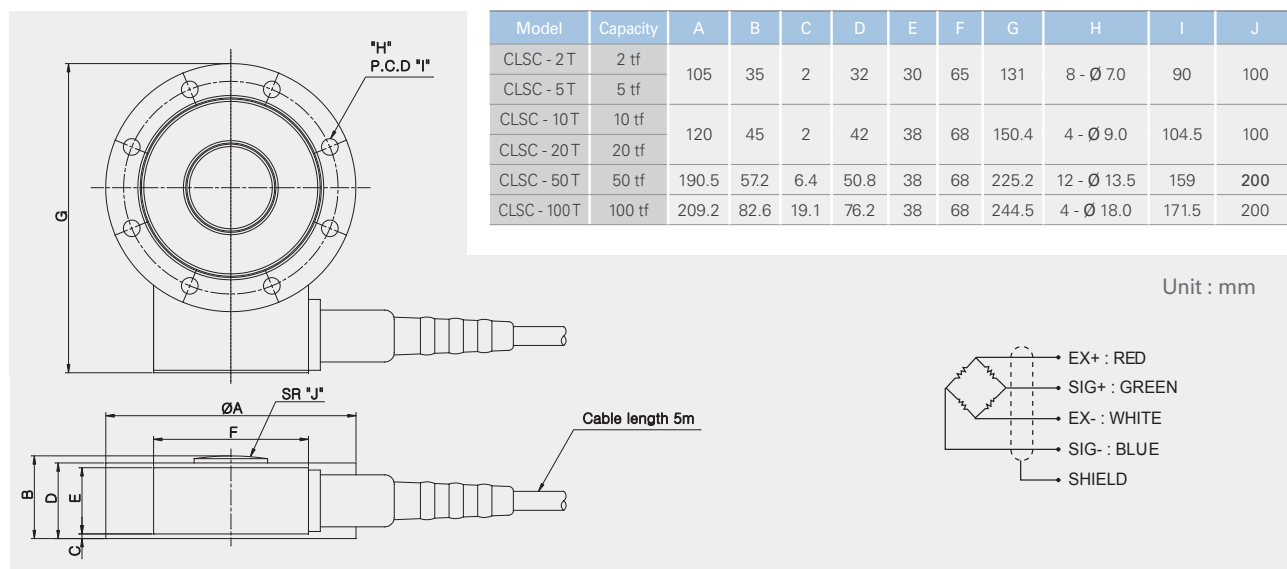 Model Capacity A B C D E F G H I J
CLSC - 2 T 2 tf 105 35 2 32 30 65 131 8 - Ø 7.0 90 100
CLSC - 5 T 5 tf
CLSC - 10 T 10 tf 120 45 2 42 38 68 150.4 4 - Ø 9.0 104.5 100
CLSC - 20 T 20 tf
CLSC - 50 T 50 tf 190.5 57.2 6.4 50.8 38 68 225.2 12 - Ø 13.5 159 200
CLSC - 100 T 100 tf 209.2 82.6 19.1 76.2 38 68 244.5 4 - Ø 18.0 171.5 200
Unit : mm
"H"
P.C.D "I"
G
SR "J"
ØA
F
Cable length 5m
B
D
E
C
EX+ : RED
SIG+ : GREEN
EX- : WHITE
SIG- : BLUE
SHIELD